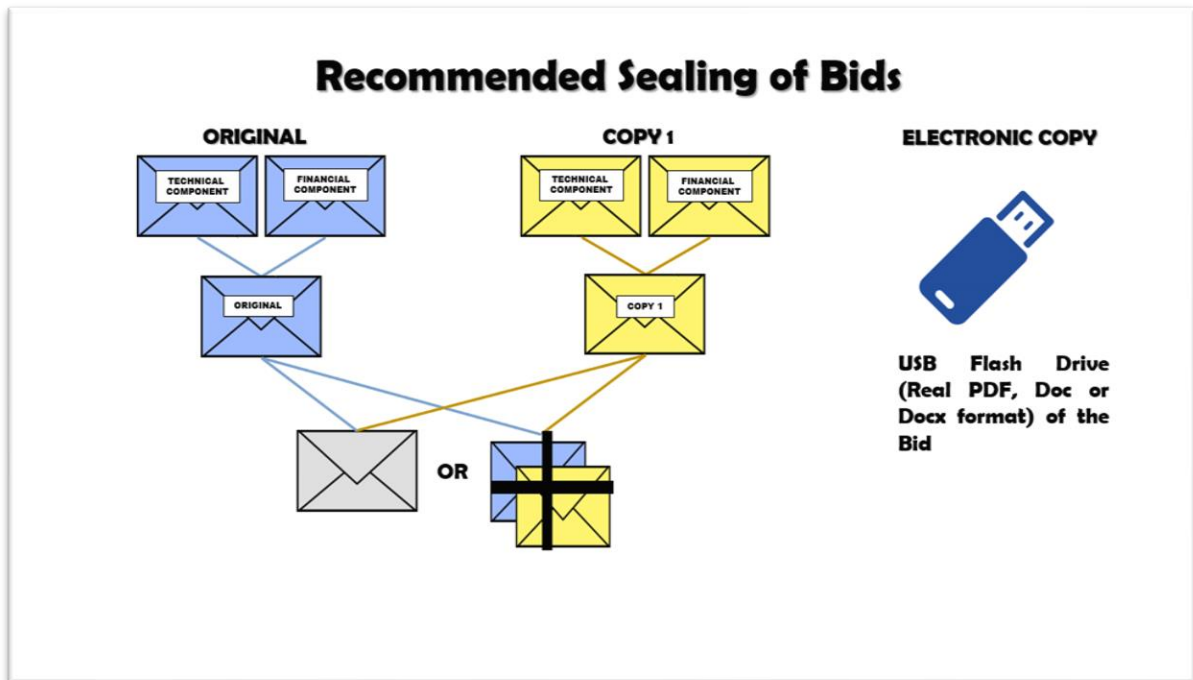 Recommended Sealing of Bids
ORIGINAL
TECHNICAL
COMPONENT
FINANCIAL
COMPONENT
ORIGINAL
COPY 1
TECHNICAL
COMPONENT
FINANCIAL
COMPONENT
COPY 1
OR
ELECTRONIC COPY
USB Flash Drive
(Real PDF, Doc or
Docx format) of the
Bid